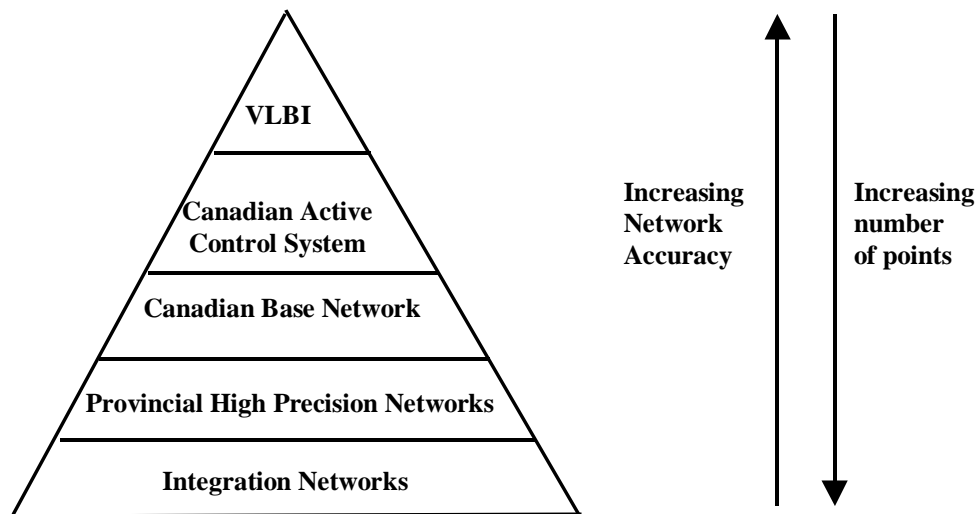 VLBI
Canadian Active
Control System
Canadian Base Network
Provincial High Precision Networks
Integration Networks
Increasing
Network
Accuracy
Increasing
number
of points